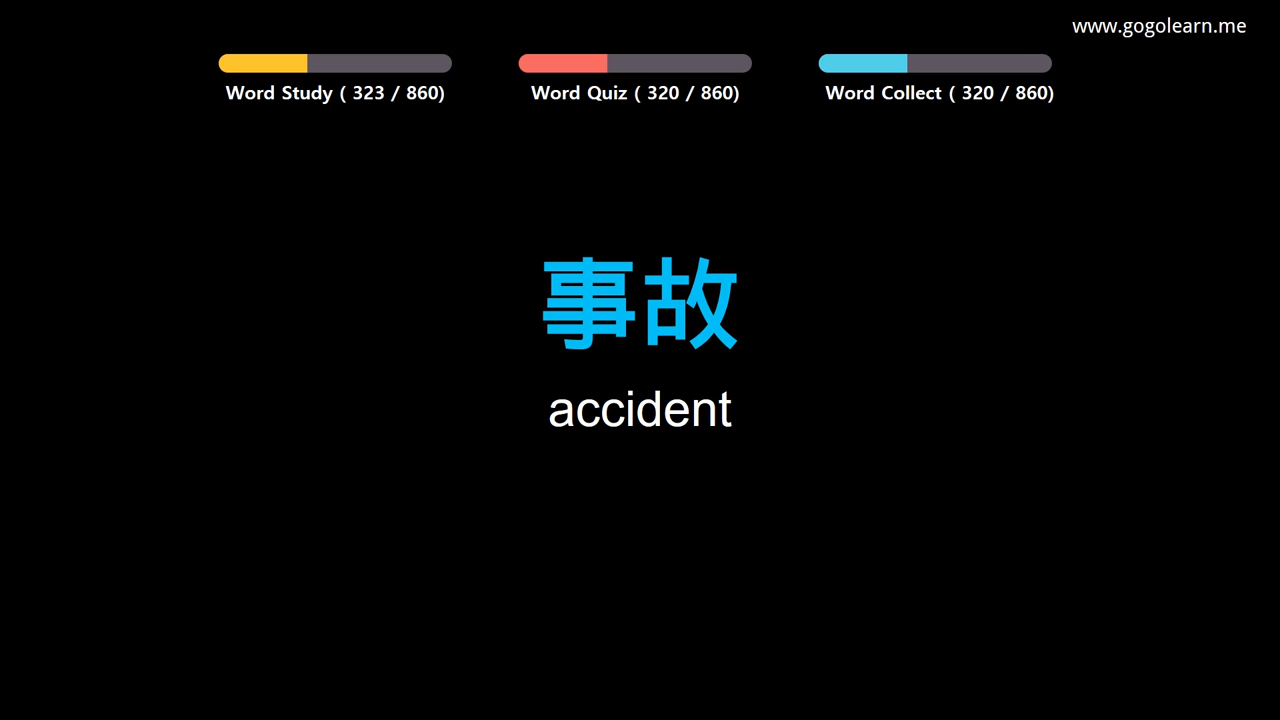 www.gogolearn.me
Word Study ( 323 / 860)
Word Quiz ( 320 / 860)
Word Collect ( 320 / 860)
事故
accident